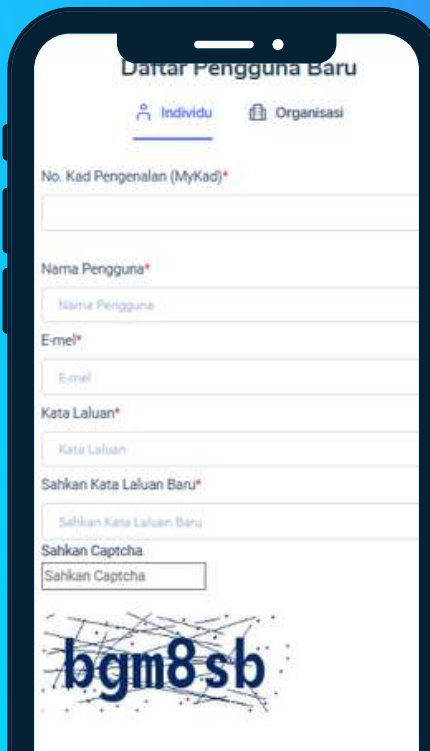 Daftar Pengguna Baru
Individu Organisasi
No. Kad Pengenalan (MyKad)*
Nama Pengguna*
Nama Pengguna
E-mel*
E-mel
Kata Laluan*
Kata Laluan
Sahkan Kata Laluan Baru*
Sahkan Kata Laluan Baru
Sahkan Captcha
Sahkan Captcha
bgm8sb